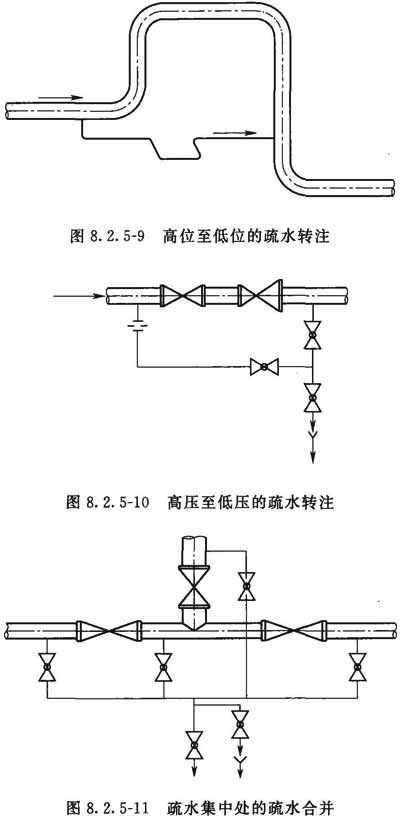 图 8.2.5-9 高位至低位的疏水转注
图 8.2.5-10 高压至低压的疏水转注
图 8.2.5-11 疏水集中处的疏水合并